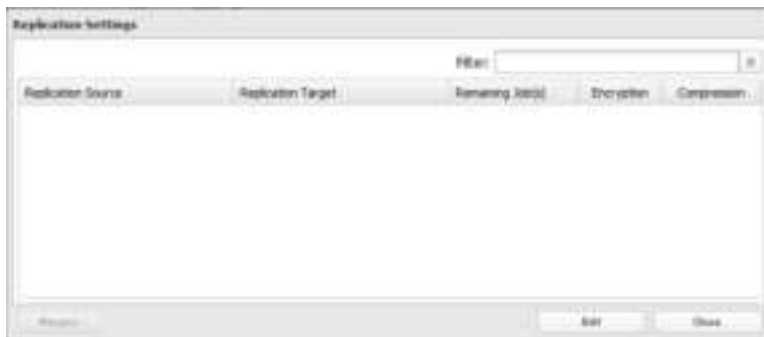 Replication Settings
Filter:
Replication Source Replication Target Remaining Job(s) Encryption Compression
Edit Close